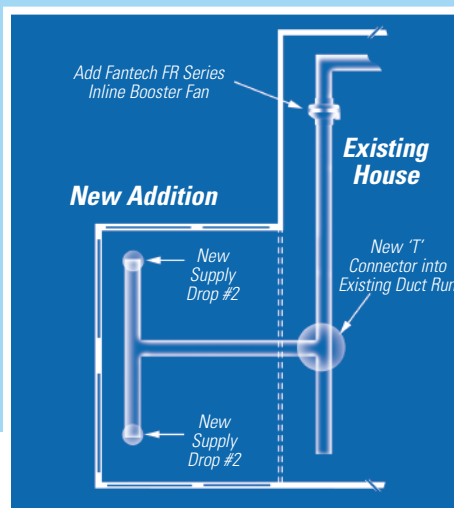 Add Fantech FR Series
Inline Booster Fan
Existing
House
New Addition
New
Supply
Drop #2
New 'T'
Connector into
Existing Duct Run
New
Supply
Drop #2